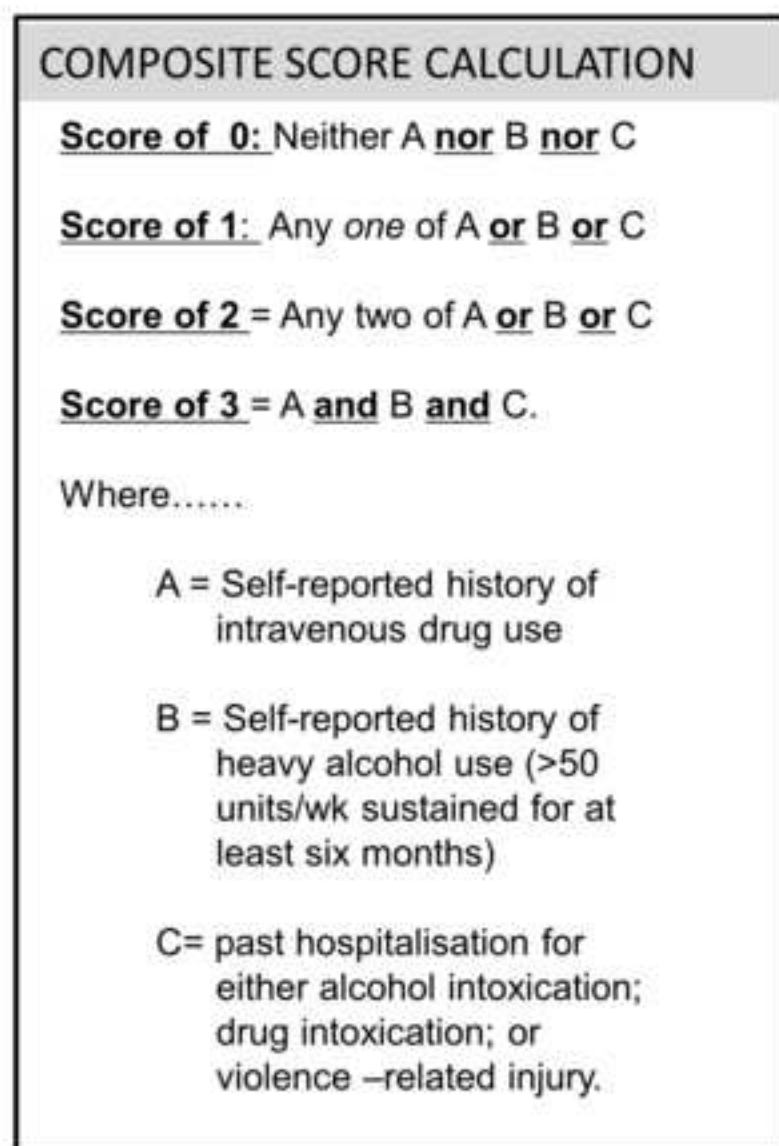 COMPOSITE SCORE CALCULATION
Score of 0: Neither A nor B nor C
Score of 1: Any one of A or B or C
Score of 2 = Any two of A or B or C
Score of 3 = A and B and C.
Where……
A = Self-reported history of
intravenous drug use
B = Self-reported history of
heavy alcohol use (>50
units/wk sustained for at
least six months)
C= past hospitalisation for
either alcohol intoxication;
drug intoxication; or
violence –related injury.